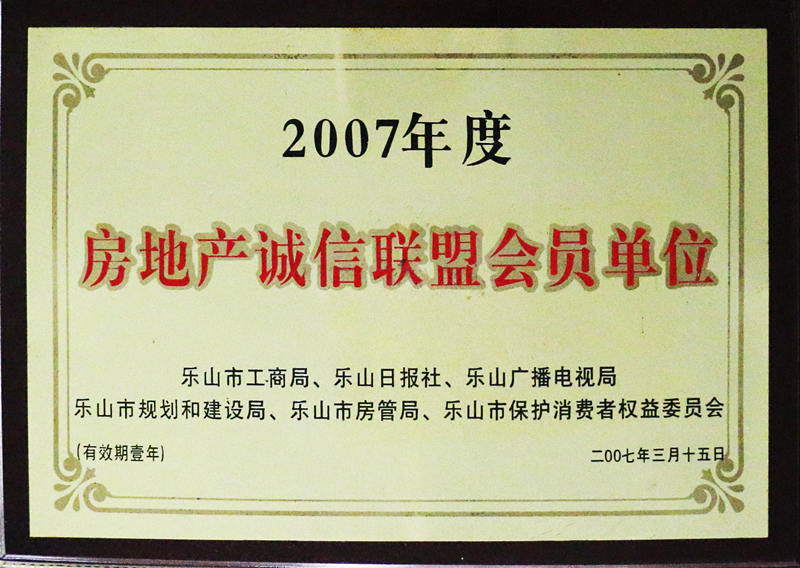 2007年度
房地产诚信联盟会员单位
乐山市工商局、乐山日报社、乐山广播电视局
乐山市规划和建设局、乐山市房管局、乐山市保护消费者权益委员会
(有效期壹年)
二00七年三月十五日